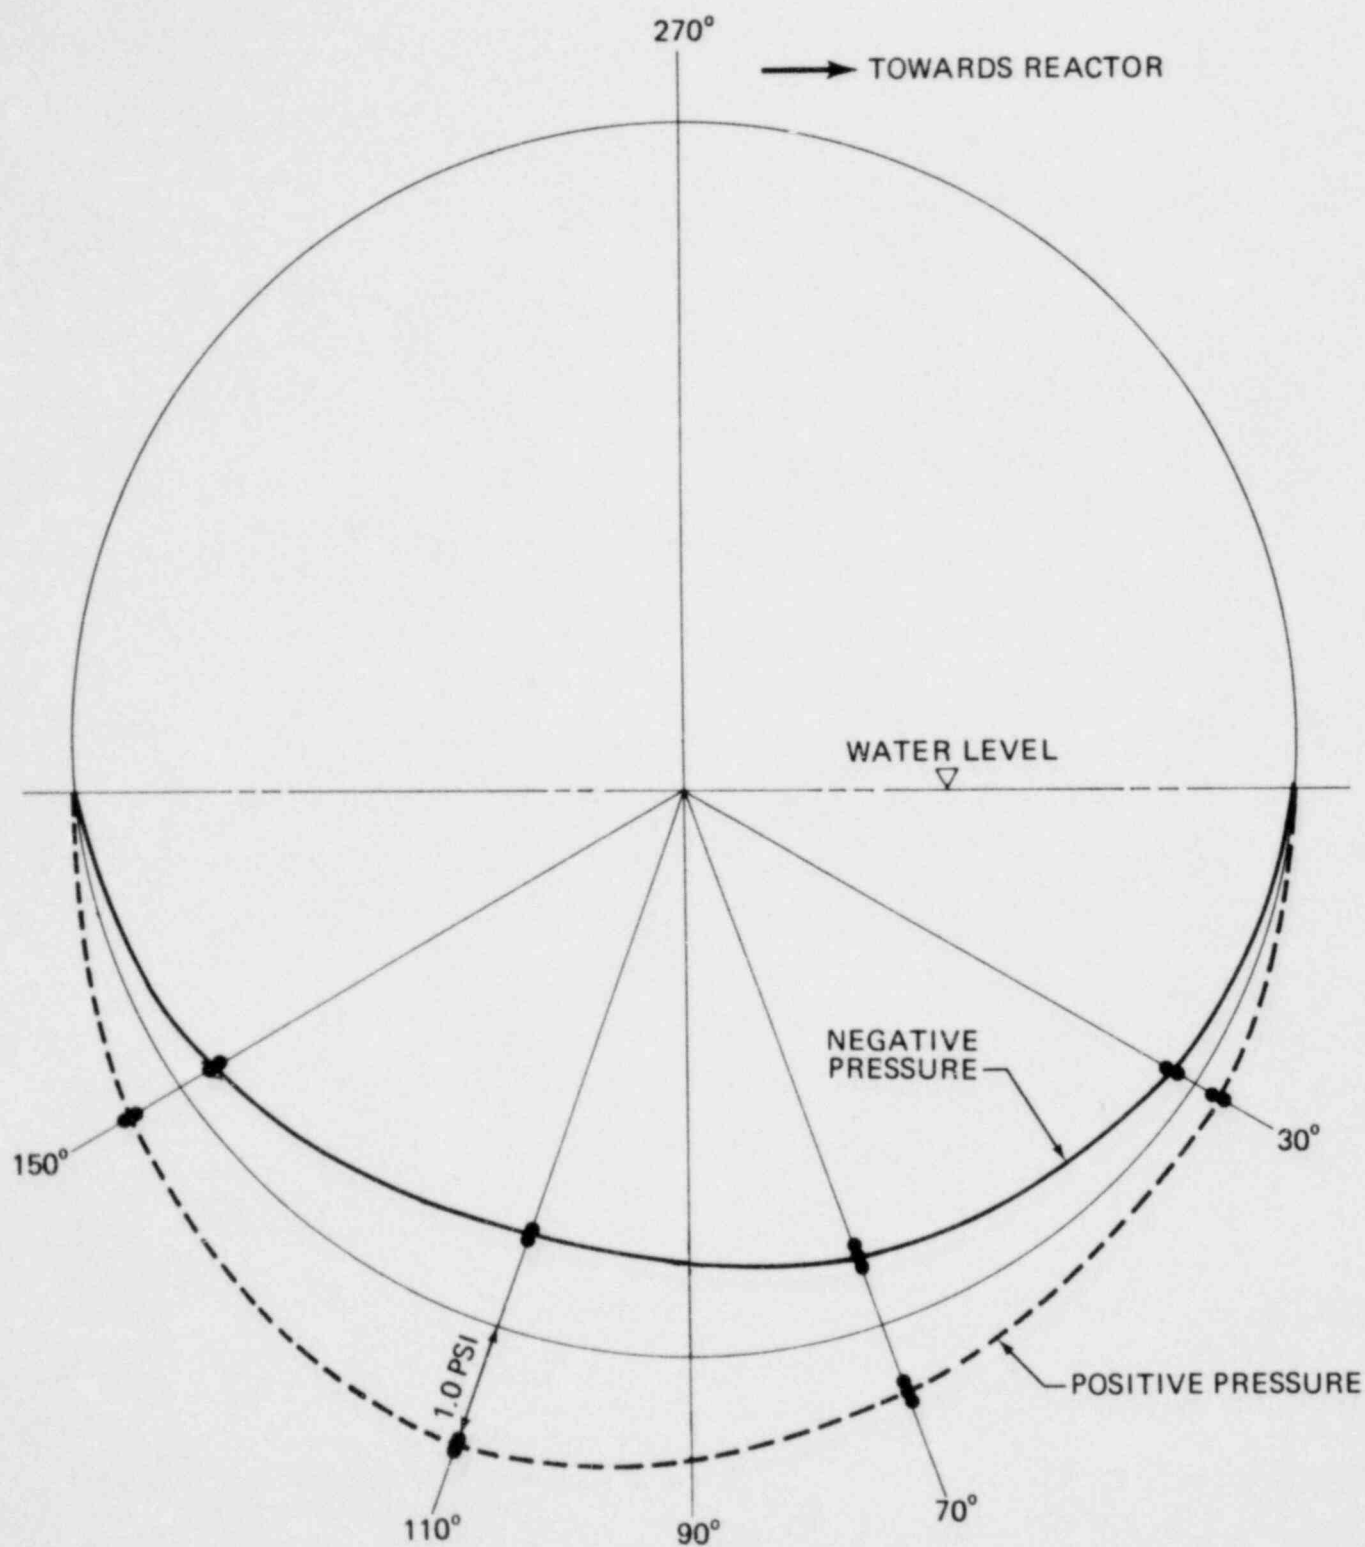 270°
TOWARDS REACTOR
WATER LEVEL
NEGATIVE
PRESSURE
150°
30°
1.0 PSI
POSITIVE PRESSURE
110°
90°
70°